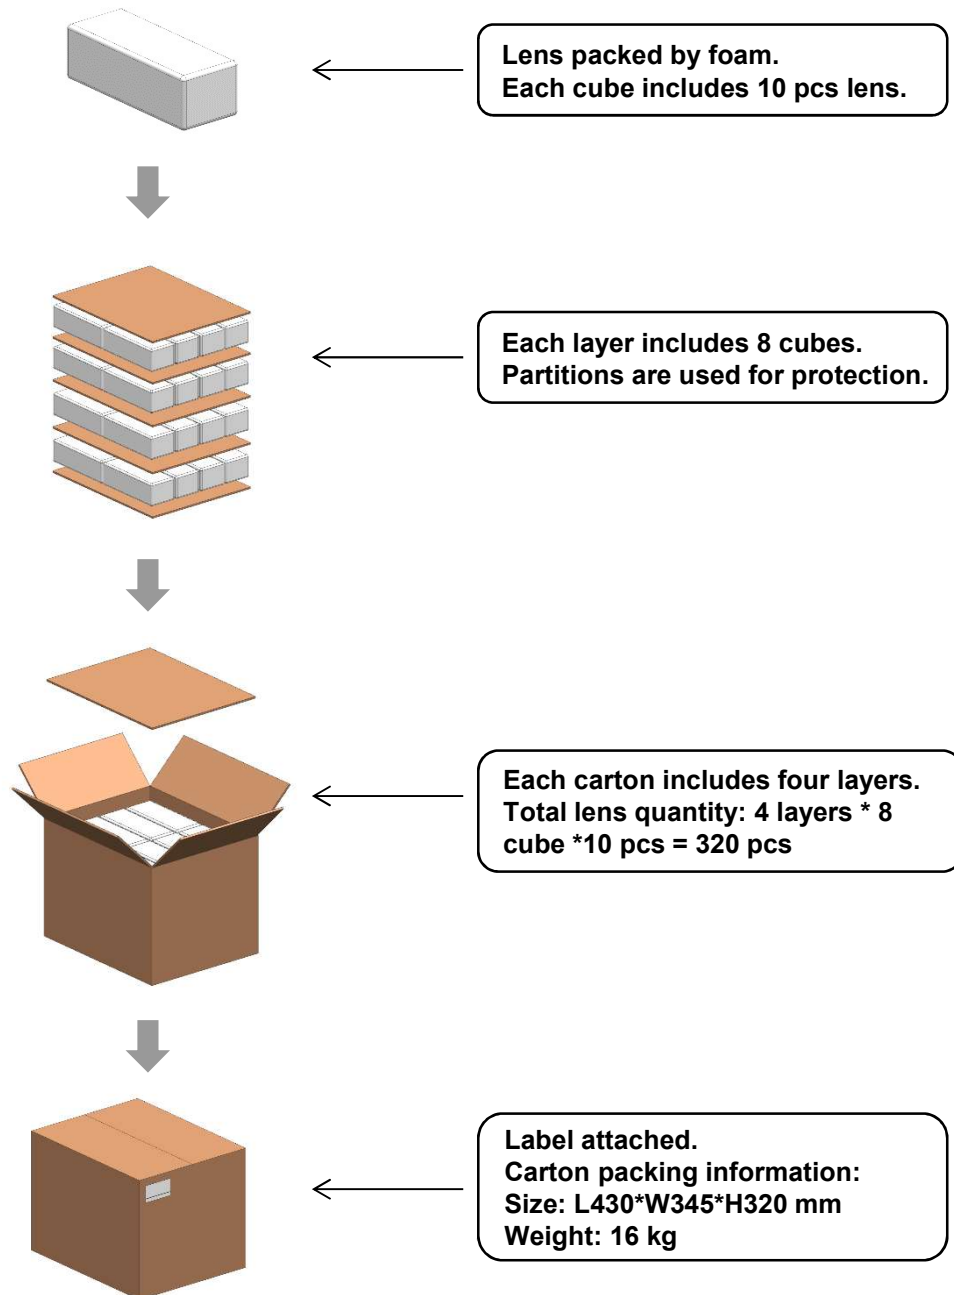 Lens packed by foam.
Each cube includes 10 pcs lens.
Each layer includes 8 cubes.
Partitions are used for protection.
Each carton includes four layers.
Total lens quantity: 4 layers * 8
cube *10 pcs = 320 pcs
Label attached.
Carton packing information:
Size: L430*W345*H320 mm
Weight: 16 kg